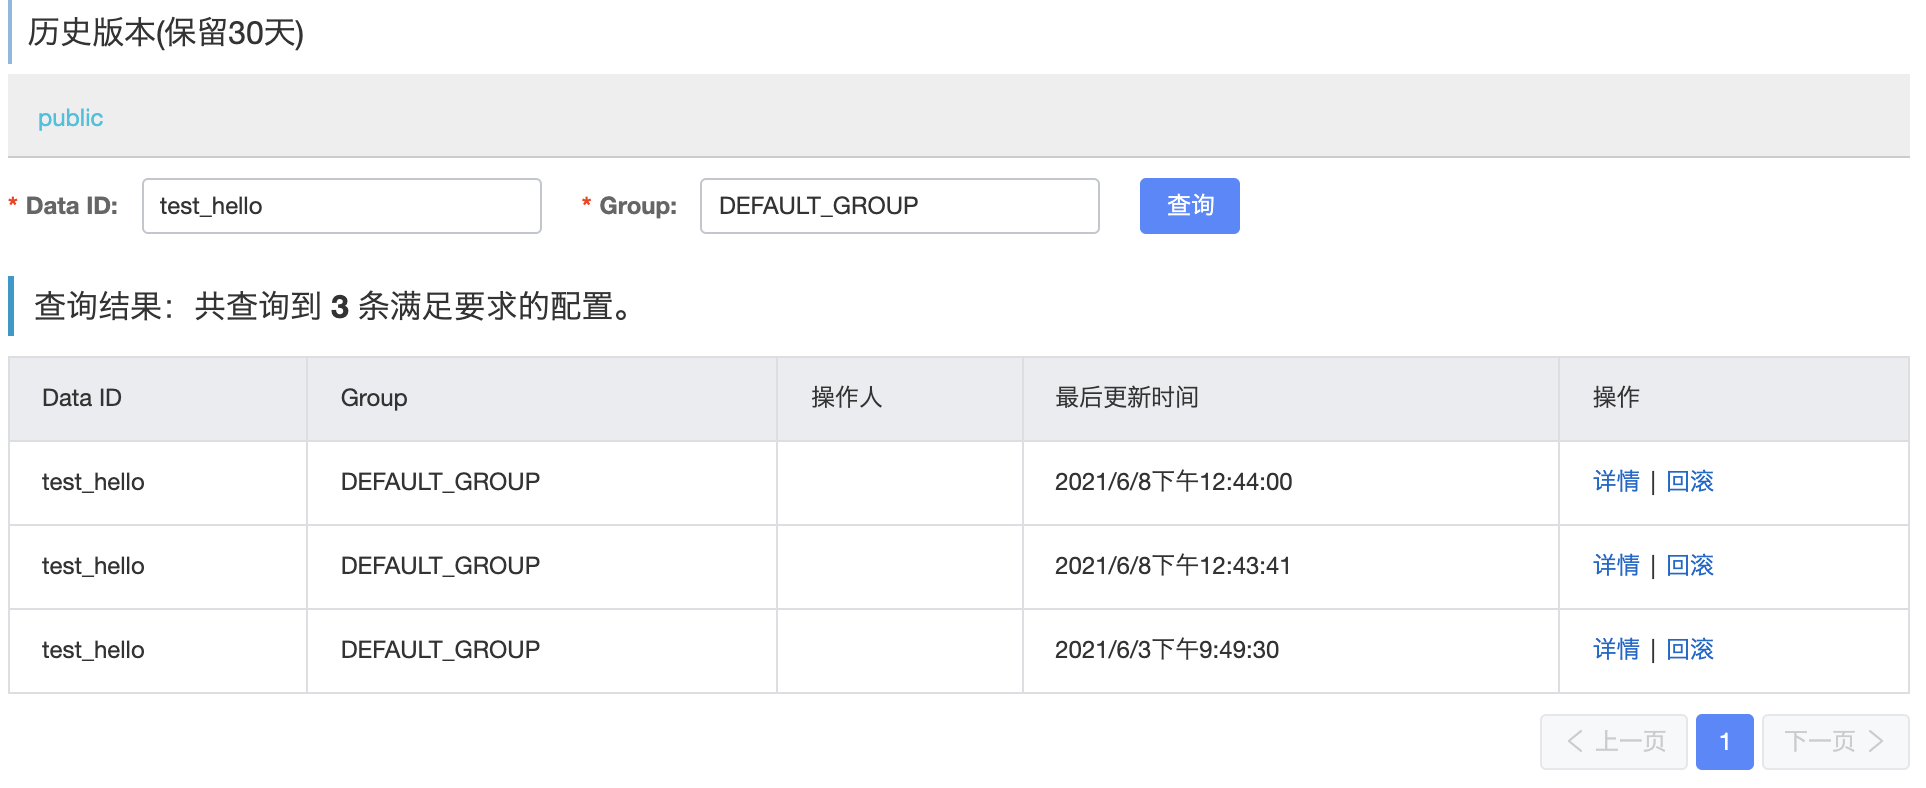 历史版本(保留30天)
public
* Data ID: test_hello * Group: DEFAULT_GROUP 查询
查询结果：共查询到 3 条满足要求的配置。
Data ID Group 操作人 最后更新时间 操作
test_hello DEFAULT_GROUP 2021/6/8下午12:44:00 详情 | 回滚
test_hello DEFAULT_GROUP 2021/6/8下午12:43:41 详情 | 回滚
test_hello DEFAULT_GROUP 2021/6/3下午9:49:30 详情 | 回滚
上一页 1 下一页